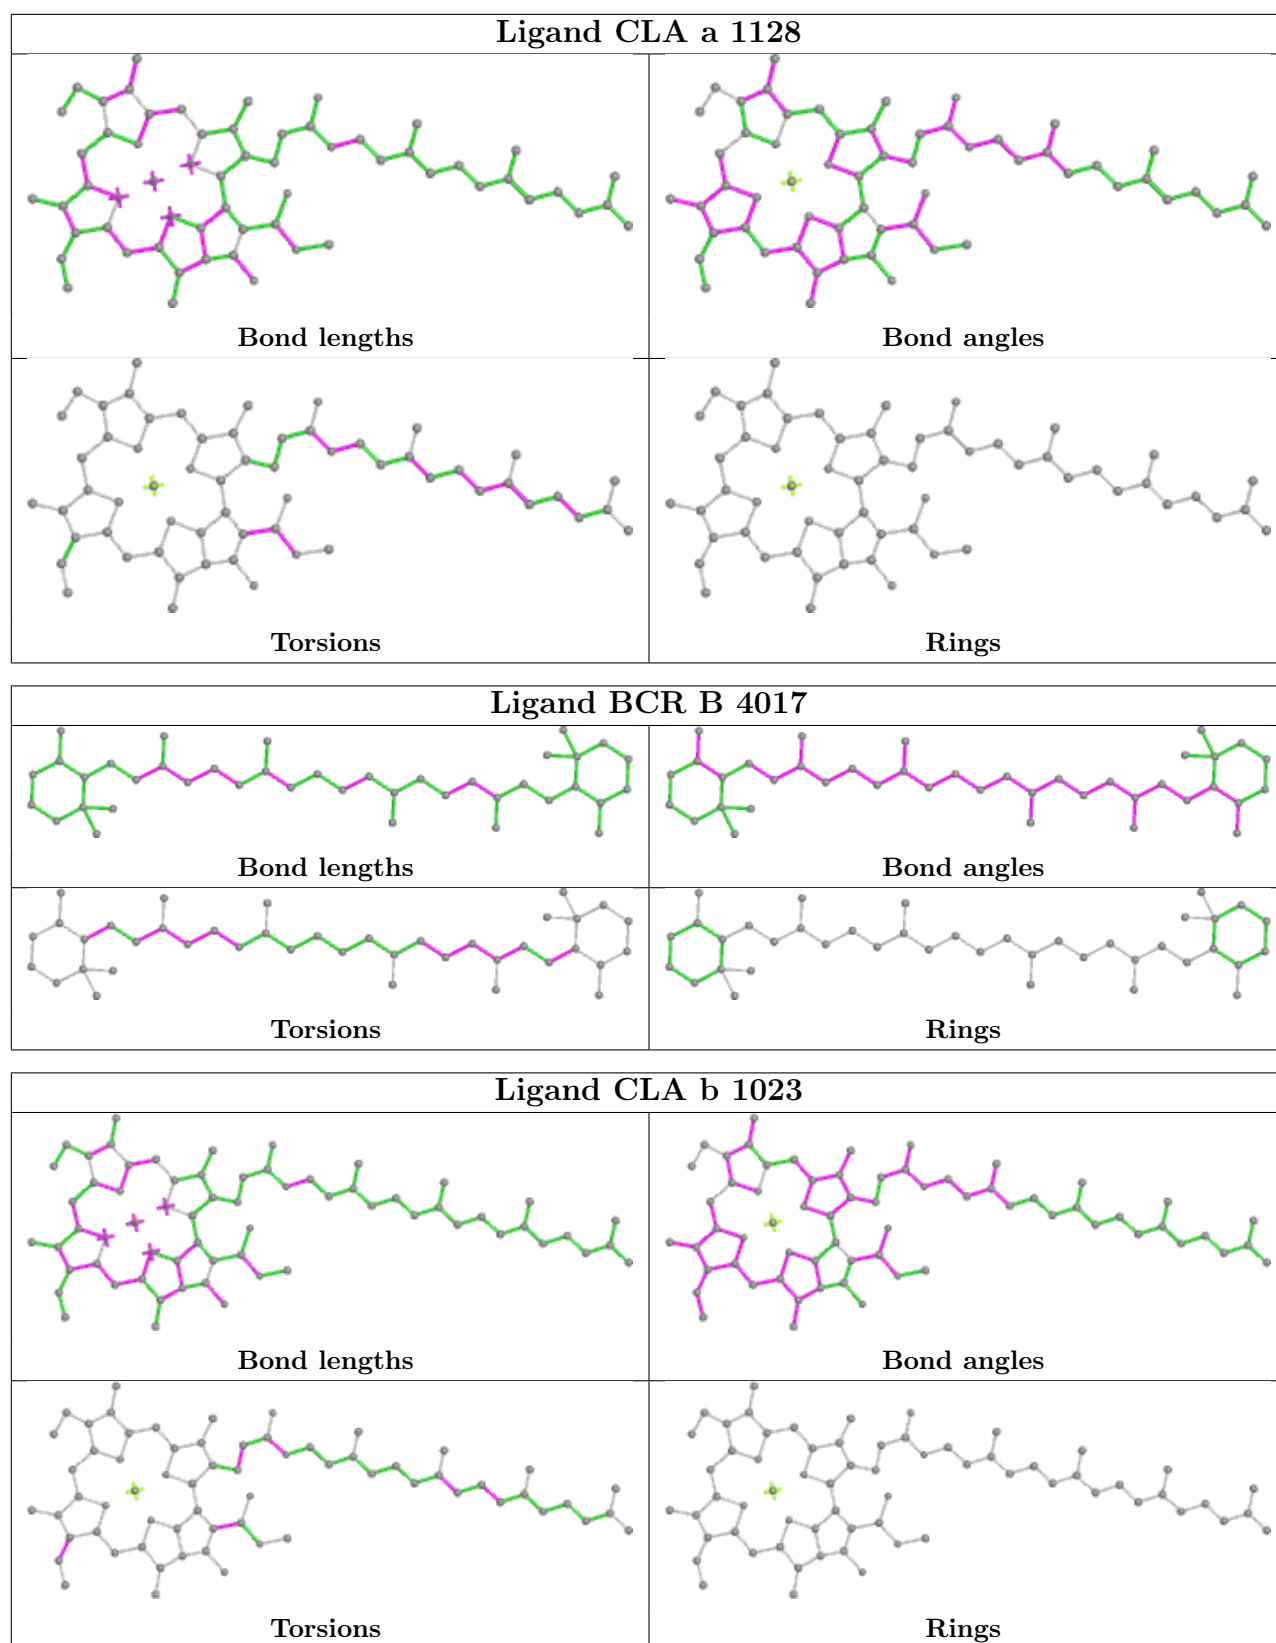 Ligand CLA a 1128
Bond lengths
Bond angles
Torsions
Rings
Ligand BCR B 4017
Bond lengths
Bond angles
Torsions
Rings
Ligand CLA b 1023
Bond lengths
Bond angles
Torsions
Rings